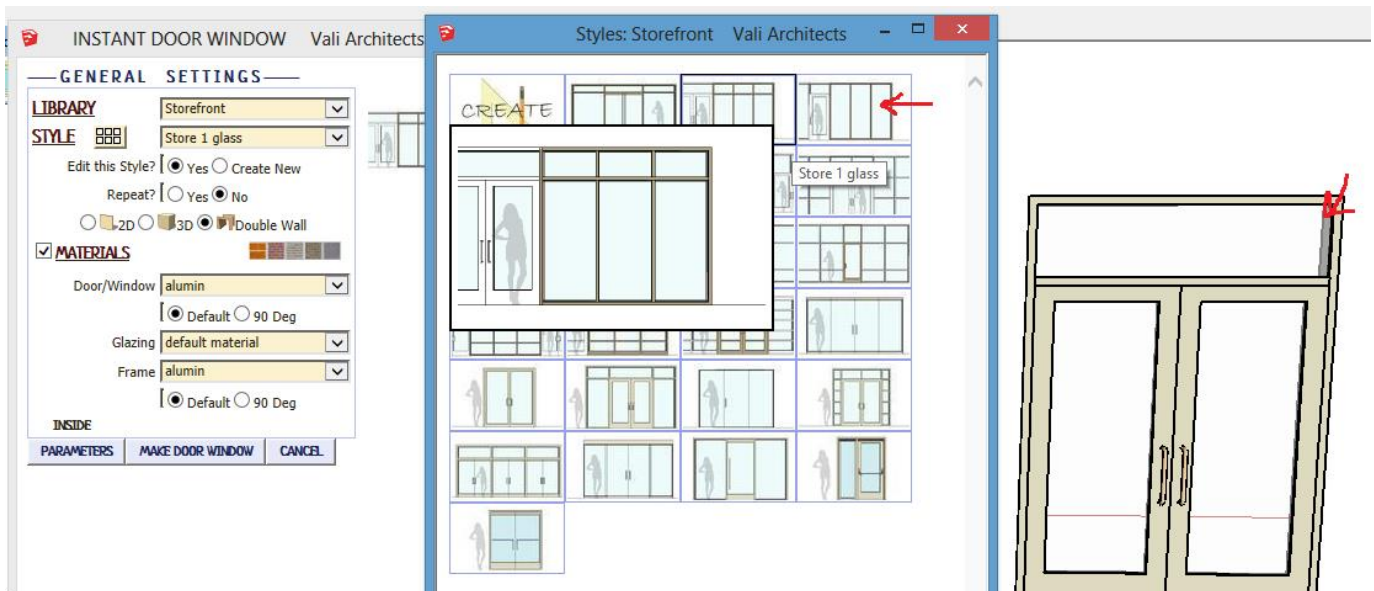 INSTANT DOOR WINDOW Vali Architects
GENERAL SETTINGS
LIBRARY Storefront
STYLE Store 1 glass
Edit this Style? Yes Create New
Repeat? Yes No
2D 3D Double Wall
MATERIALS
Door/Window alumin
Default 90 Deg
Glazing default material
Frame alumin
Default 90 Deg
INSIDE
PARAMETERS MAKE DOOR WINDOW CANCEL
Styles: Storefront Vali Architects
CREATE
Store 1 glass